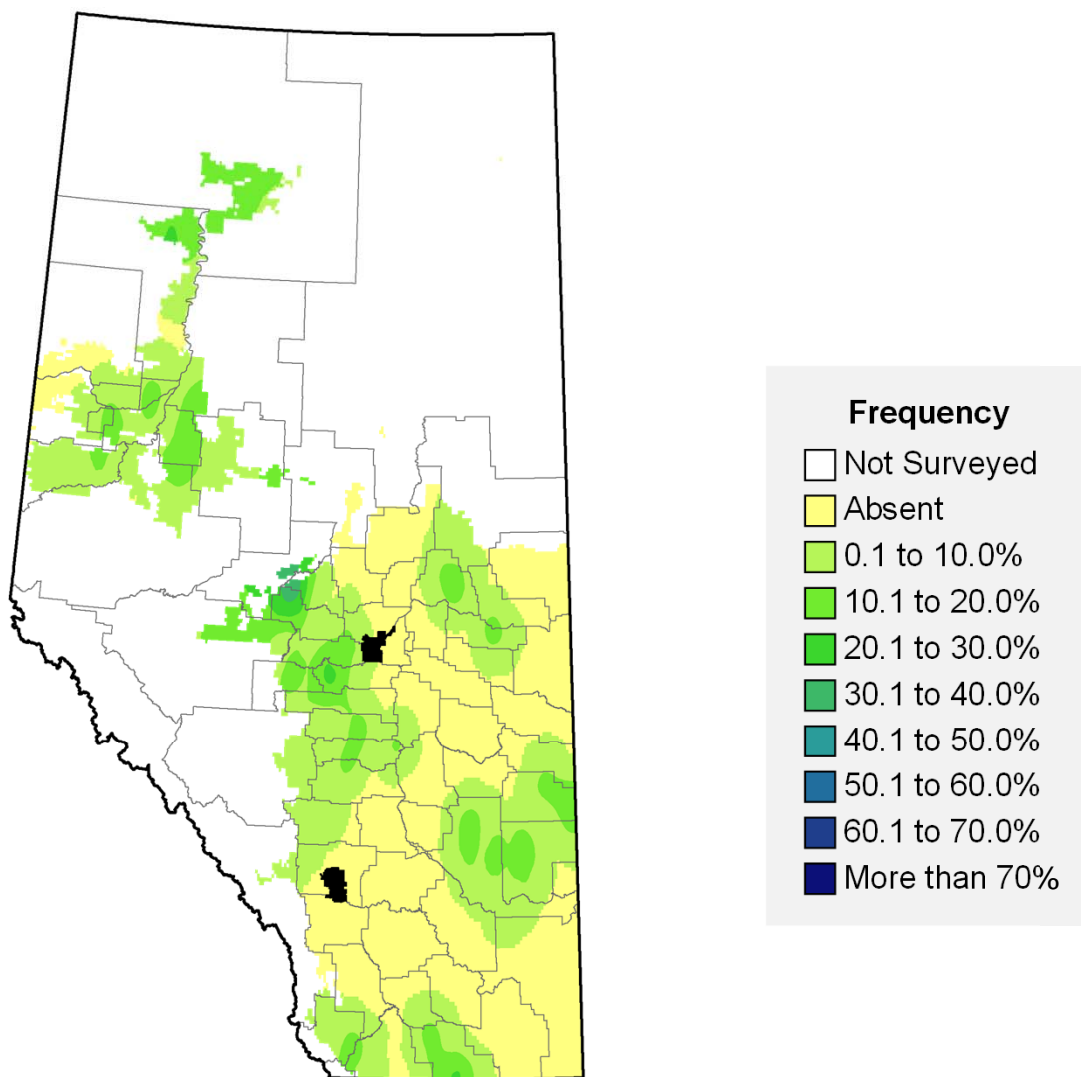 Frequency
Not Surveyed
Absent
0.1 to 10.0%
10.1 to 20.0%
20.1 to 30.0%
30.1 to 40.0%
40.1 to 50.0%
50.1 to 60.0%
60.1 to 70.0%
More than 70%